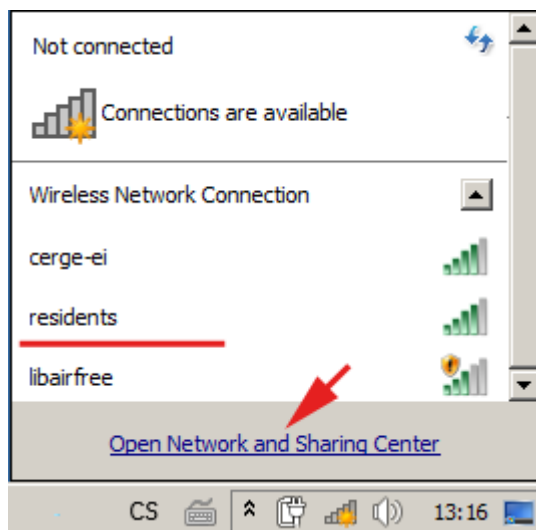 Not connected
Connections are available
Wireless Network Connection
cerge-ei
residents
libairfree
Open Network and Sharing Center
CS 13:16